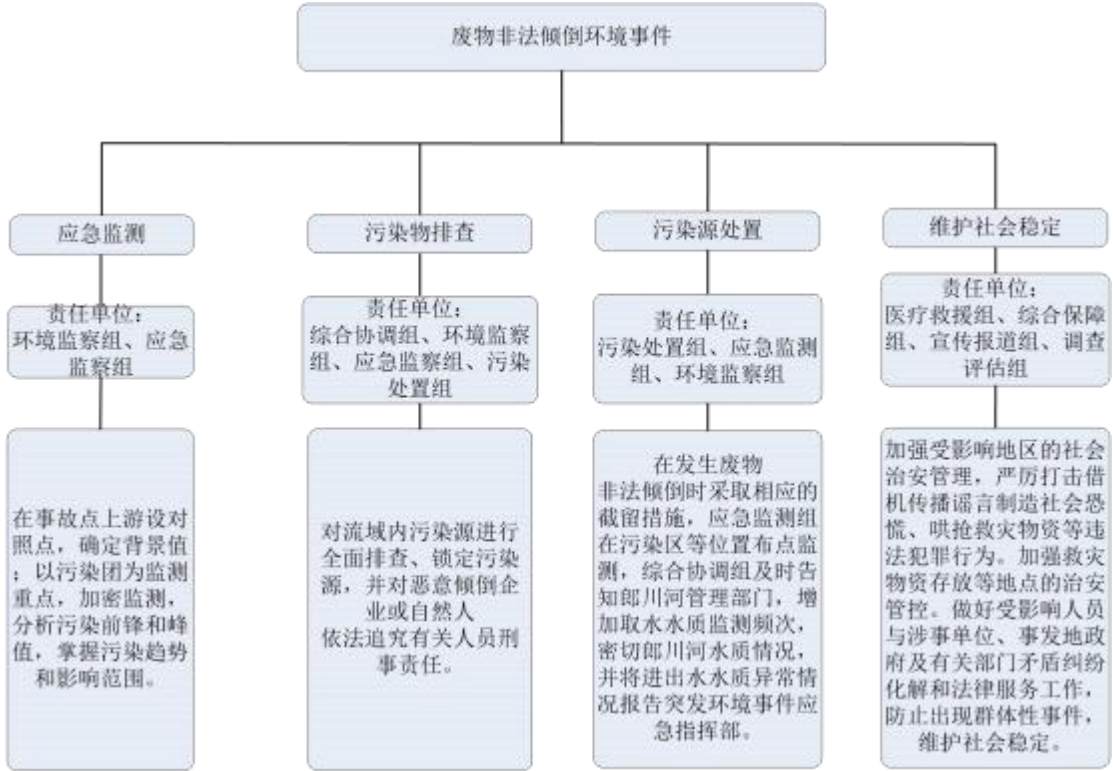 废物非法倾倒环境事件
应急监测
责任单位：
环境监察组、应急
监察组
在事故点上游设对
照点，确定背景值
；以污染团为监测
重点，加密监测，
分析污染前锋和峰
值，掌握污染趋势
和影响范围。
污染物排查
责任单位：
综合协调组、环境监察
组、应急监察组、污染
处置组
对流域内污染源进行
全面排查、锁定污染
源，并对恶意倾倒企
业或自然人
依法追究有关人员刑
事责任。
污染源处置
责任单位：
污染处置组、应急监测
组、环境监察组
在发生废物
非法倾倒时采取相应的
截留措施，应急监测组
在污染区等位置布点监
测，综合协调组及时告
知郎川河管理部门，增
加取水水质监测频次，
密切郎川河水质情况，
并将进出水水质异常情
况报告突发环境事件应
急指挥部。
维护社会稳定
责任单位：
医疗救援组、综合保障
组、宣传报道组、调查
评估组
加强受影响地区的社会
治安管理，严厉打击借
机传播谣言制造社会恐
慌、哄抢救灾物资等违
法犯罪行为。加强救灾
物资存放等地点的治安
管控。做好受影响人员
与涉事单位、事发地政
府及有关部门矛盾纠纷
化解和法律服务工作，
防止出现群体性事件，
维护社会稳定。